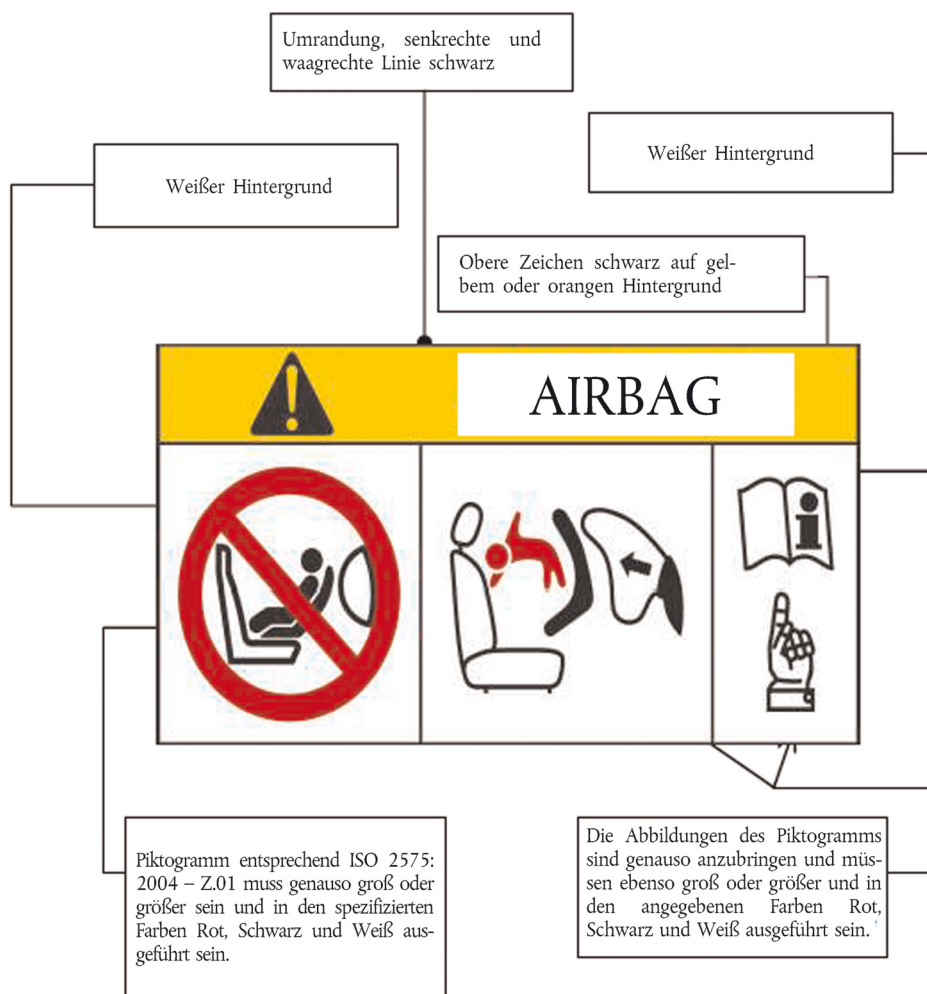 Umrandung, senkrechte und
waagrechte Linie schwarz
Weißer Hintergrund
Weißer Hintergrund
Obere Zeichen schwarz auf gel-
bem oder orangen Hintergrund
AIRBAG
Piktogramm entsprechend ISO 2575:
2004 – Z.01 muss genauso groß oder
größer sein und in den spezifizierten
Farben Rot, Schwarz und Weiß aus-
geführt sein.
Die Abbildungen des Piktogramms
sind genauso anzubringen und müs-
sen ebenso groß oder größer und in
den angegebenen Farben Rot,
Schwarz und Weiß ausgeführt sein.